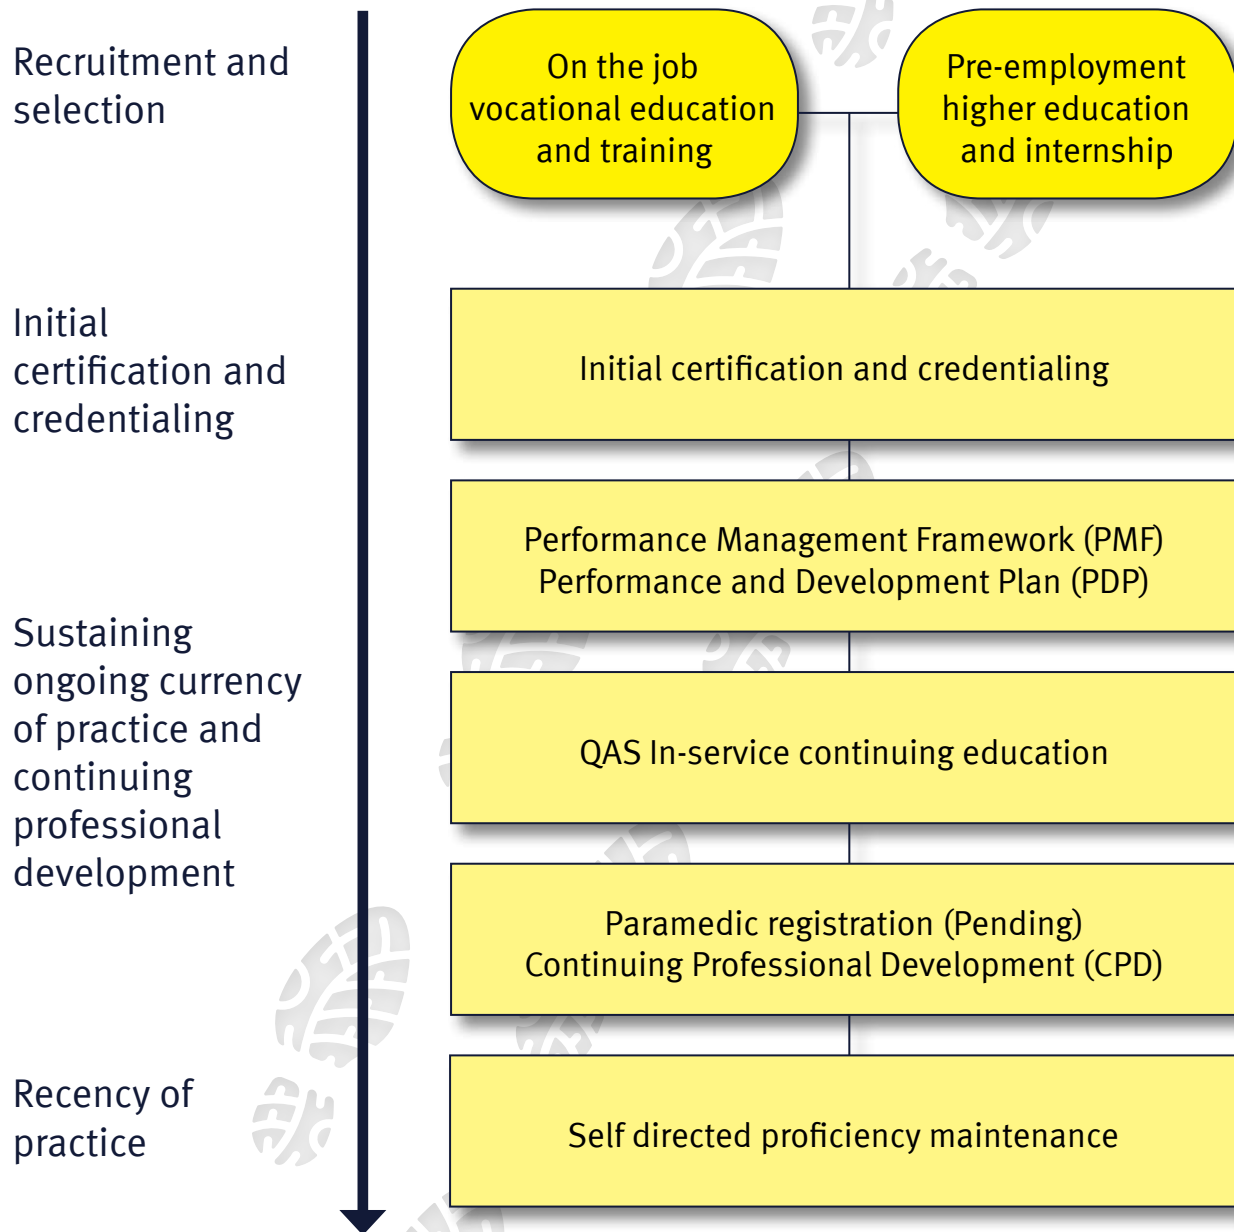 Recruitment and
selection
On the job
vocational education
and training
Pre-employment
higher education
and internship
Initial
certification and
credentialing
Initial certification and credentialing
Performance Management Framework (PMF)
Performance and Development Plan (PDP)
Sustaining
ongoing currency
of practice and
continuing
professional
development
QAS In-service continuing education
Paramedic registration (Pending)
Continuing Professional Development (CPD)
Recency of
practice
Self directed proficiency maintenance